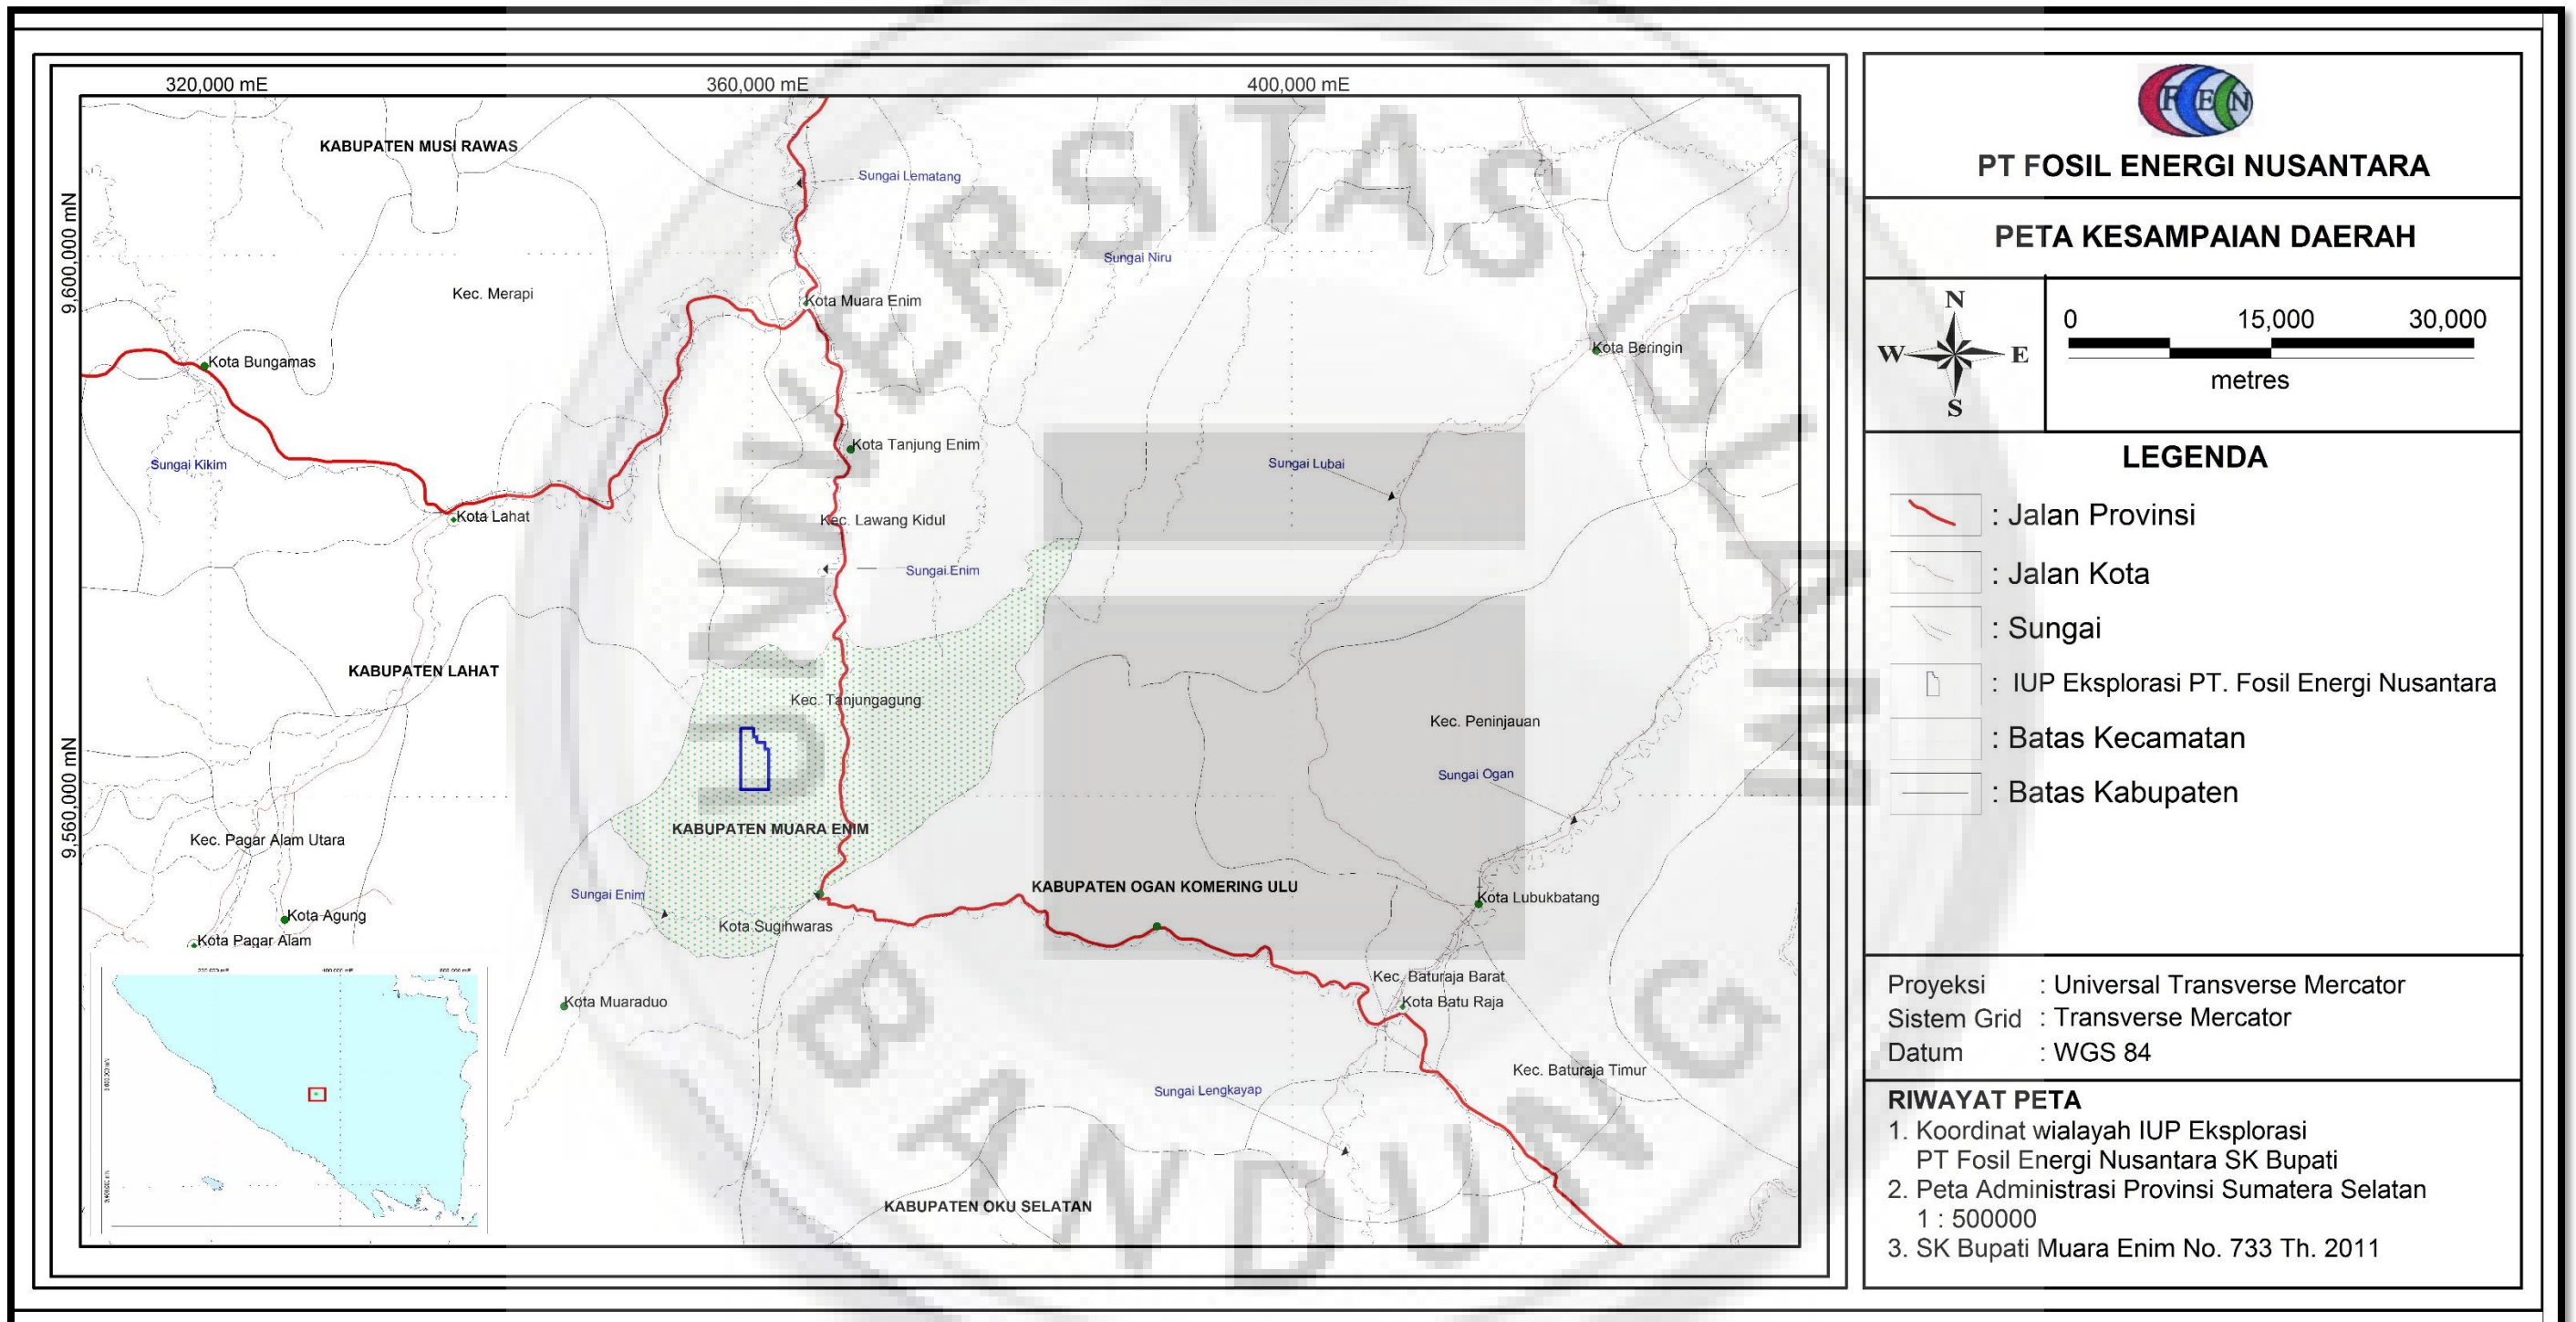 320,000 mE
360,000 mE
400,000 mE
9,600,000 mN
9,560,000 mN
KABUPATEN MUSI RAWAS
Sungai Lematang
Sungai Niru
Kec. Merapi
Kota Muara Enim
Kota Beringin
Kota Bungamas
Kota Tanjung Enim
Sungai Kikim
Sungai Lubai
Kota Lahat
Kec. Lawang Kidul
Sungai Enim
KABUPATEN LAHAT
Kec. Tanjungagung
Kec. Peninjauan
Sungai Ogan
KABUPATEN MUARA ENIM
Kec. Pagar Alam Utara
Sungai Enim
KABUPATEN OGAN KOMERING ULU
Kota Lubukbatang
Kota Agung
Kota Sugihwaras
Kota Pagar Alam
Kec. Baturaja Barat
Kota Muaraduo
Kota Batu Raja
Kec. Baturaja Timur
Sungai Lengkayap
KABUPATEN OKU SELATAN
UNIVERSITAS ISLAM
BANDUNG
FEN
PT FOSIL ENERGI NUSANTARA
PETA KESAMPAIAN DAERAH
N
W E
S
0 15,000 30,000
metres
LEGENDA
: Jalan Provinsi
: Jalan Kota
: Sungai
: IUP Eksplorasi PT. Fosil Energi Nusantara
: Batas Kecamatan
: Batas Kabupaten
Proyeksi : Universal Transverse Mercator
Sistem Grid : Transverse Mercator
Datum : WGS 84
RIWAYAT PETA
1. Koordinat wialayah IUP Eksplorasi
PT Fosil Energi Nusantara SK Bupati
2. Peta Administrasi Provinsi Sumatera Selatan
1 : 500000
3. SK Bupati Muara Enim No. 733 Th. 2011